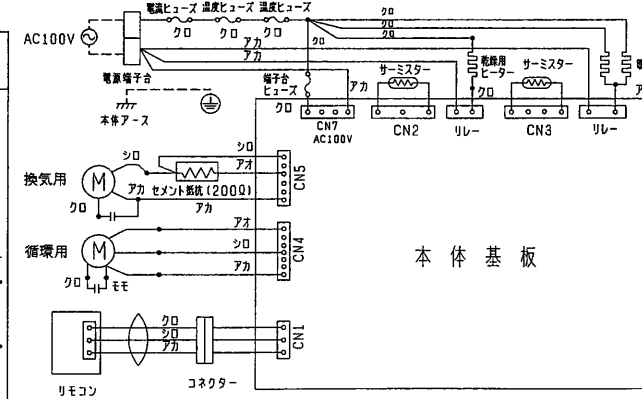 電流ヒューズ 温度ヒューズ 温度ヒューズ
クロ クロ クロ
クロ
クロ
クロ
AC100V
アカ
アカ
クロ
電源端子台
本体アース
端子台
ヒューズ
アカ
サーミスター
乾燥用
ヒーター
サーミスター
クロ
クロ
CN7
AC100V
CN2
リレー
CN3
リレー
換気用
M
シロ
シロ
アオ
アカ
セメント抵抗(200Ω)
アカ
クロ
CN5
循環用
M
アオ
シロ
アカ
クロ
モモ
CN4
本体基板
クロ
シロ
アカ
CN1
リモコン
コネクター